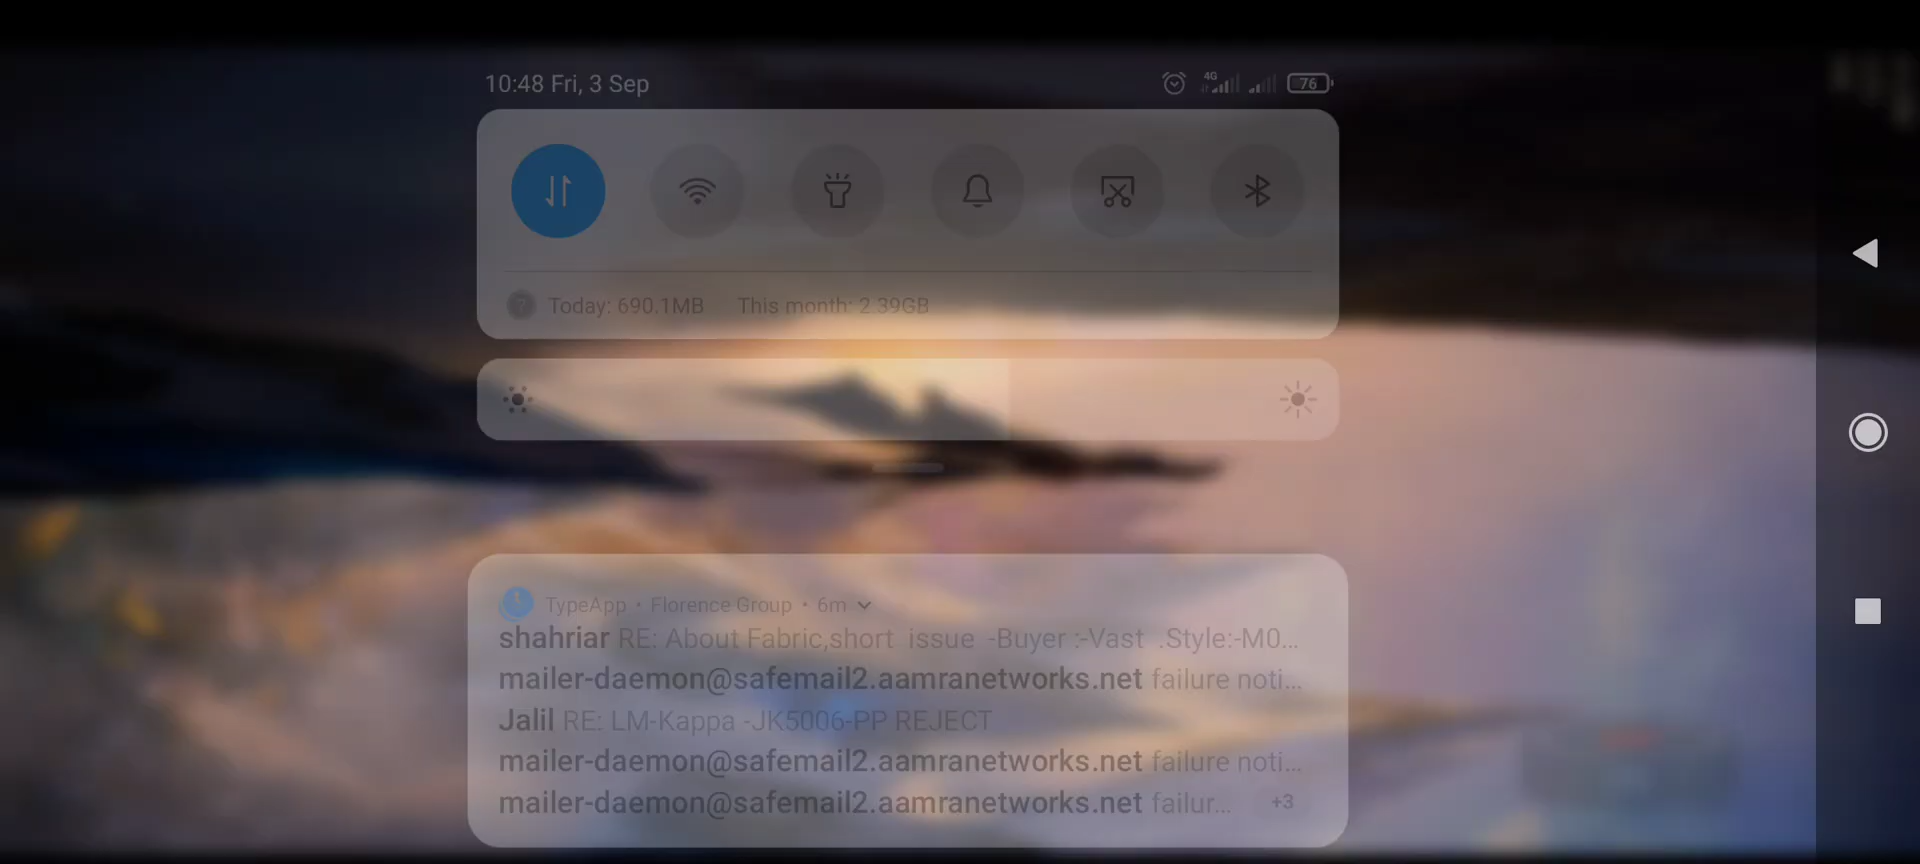 10:48 Fri, 3 Sep
4G
76
Today: 690.1MB This month: 2.39GB
TypeApp • Florence Group • 6m
shahriar RE: About Fabric,short issue -Buyer :-Vast .Style:-M0...
mailer-daemon@safemail2.aamranetworks.net failure noti...
Jalil RE: LM-Kappa -JK5006-PP REJECT
mailer-daemon@safemail2.aamranetworks.net failure noti...
mailer-daemon@safemail2.aamranetworks.net failur... +3